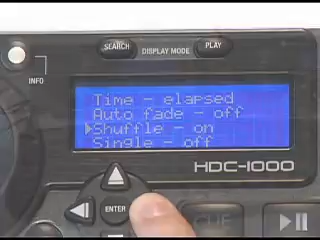 SEARCH DISPLAY MODE PLAY
INFO
Time - elapsed
Auto fade - off
Shuffle - on
Single - off
HDC-1000
ENTER
CUE